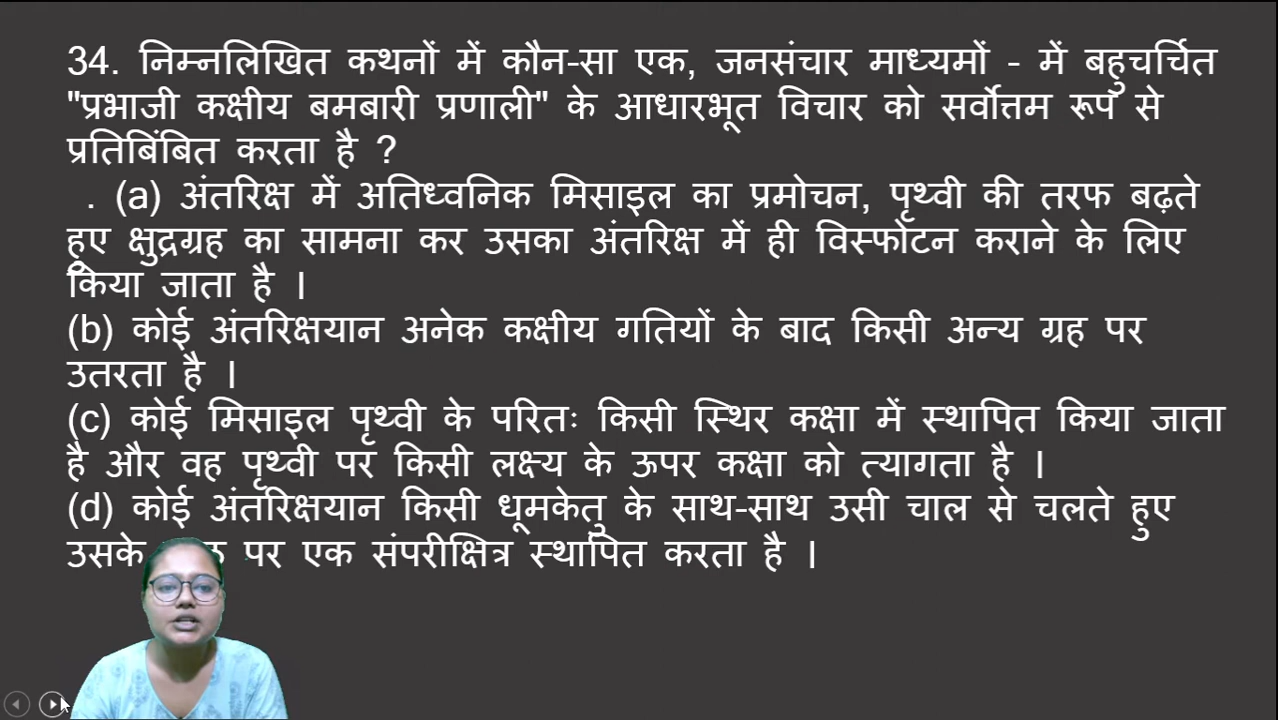 34. निम्नलिखित कथनों में कौन-सा एक, जनसंचार माध्यमों - में बहुचर्चित
"प्रभाजी कक्षीय बमबारी प्रणाली" के आधारभूत विचार को सर्वोत्तम रूप से
प्रतिबिंबित करता है ?
. (a) अंतरिक्ष में अतिध्वनिक मिसाइल का प्रमोचन, पृथ्वी की तरफ बढ़ते
हुए क्षुद्रग्रह का सामना कर उसका अंतरिक्ष में ही विस्फोटन कराने के लिए
किया जाता है ।
(b) कोई अंतरिक्षयान अनेक कक्षीय गतियों के बाद किसी अन्य ग्रह पर
उतरता है ।
(c) कोई मिसाइल पृथ्वी के परितः किसी स्थिर कक्षा में स्थापित किया जाता
है और वह पृथ्वी पर किसी लक्ष्य के ऊपर कक्षा को त्यागता है ।
(d) कोई अंतरिक्षयान किसी धूमकेतु के साथ-साथ उसी चाल से चलते हुए
उसके पर एक संपरीक्षित्र स्थापित करता है ।